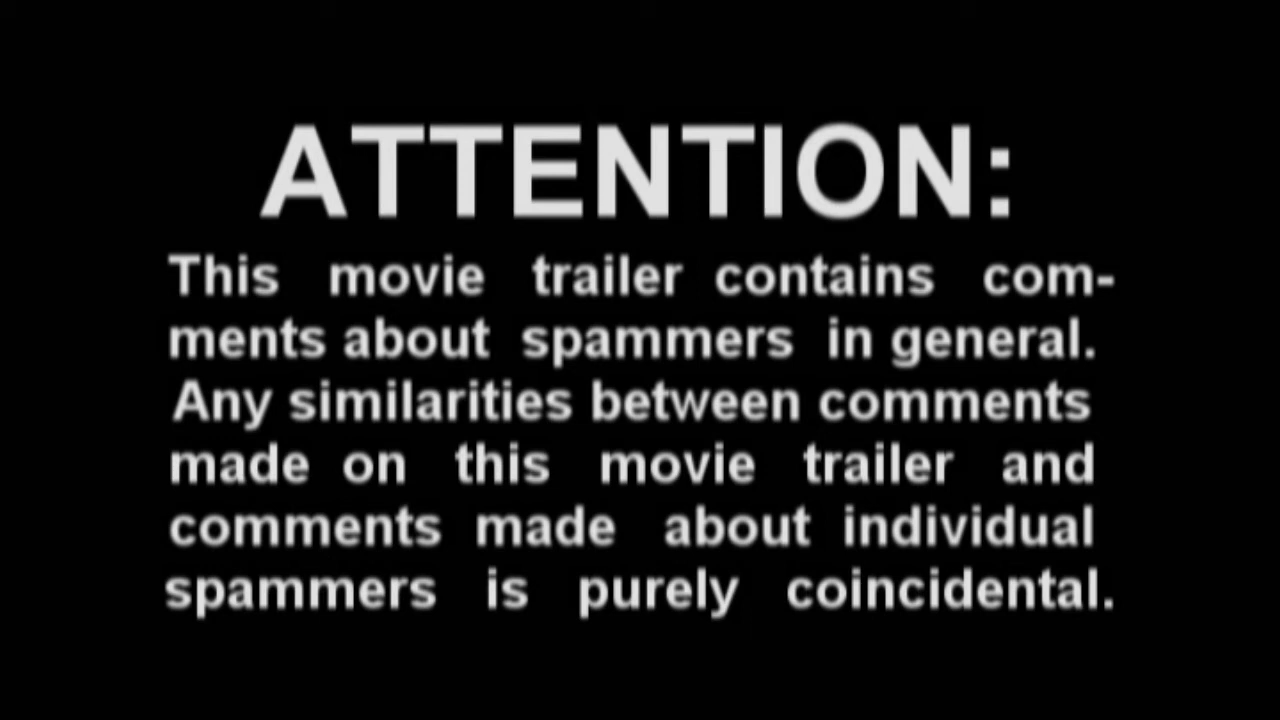 ATTENTION:
This movie trailer contains com-
ments about spammers in general.
Any similarities between comments
made on this movie trailer and
comments made about individual
spammers is purely coincidental.